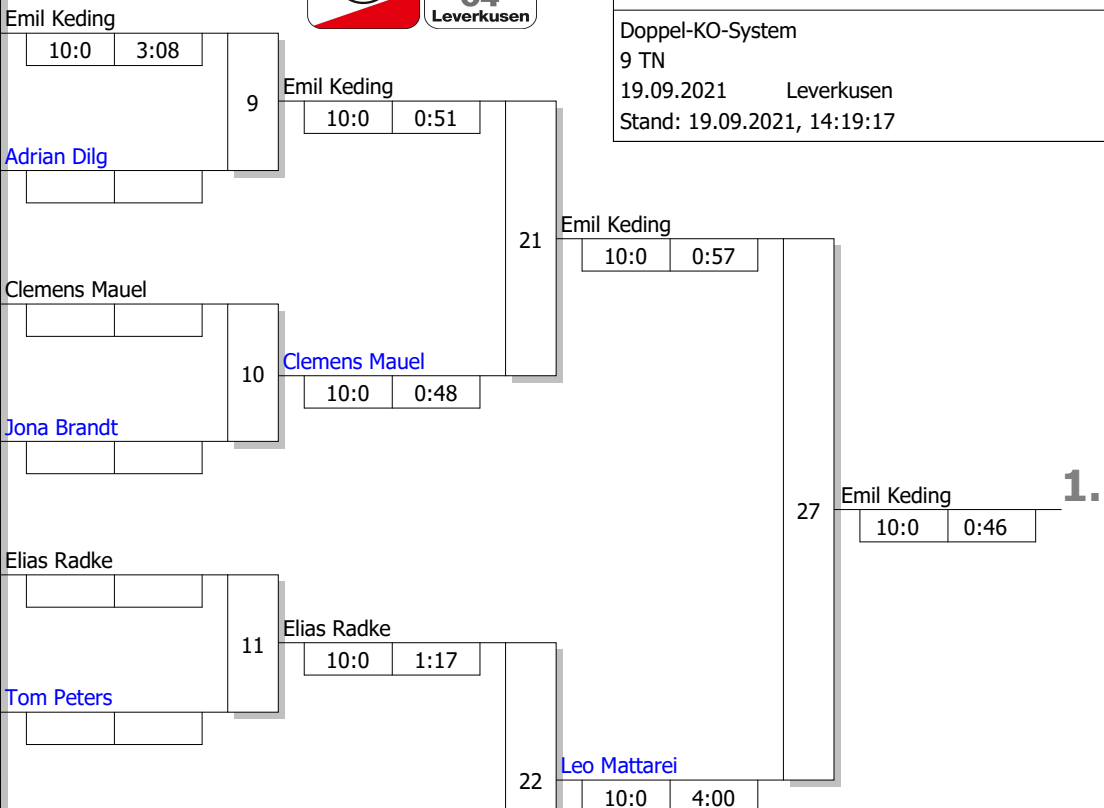 Leverkusen
Doppel-KO-System
9 TN
19.09.2021 Leverkusen
Stand: 19.09.2021, 14:19:17
Emil Keding
10:0 3:08
9
Adrian Dilg
Emil Keding
10:0 0:51
Clemens Mauel
10
Jona Brandt
Clemens Mauel
10:0 0:48
21
Emil Keding
10:0 0:57
Elias Radke
11
Tom Peters
Elias Radke
10:0 1:17
22
Leo Mattarei
10:0 4:00
27
Emil Keding
10:0 0:46
1.